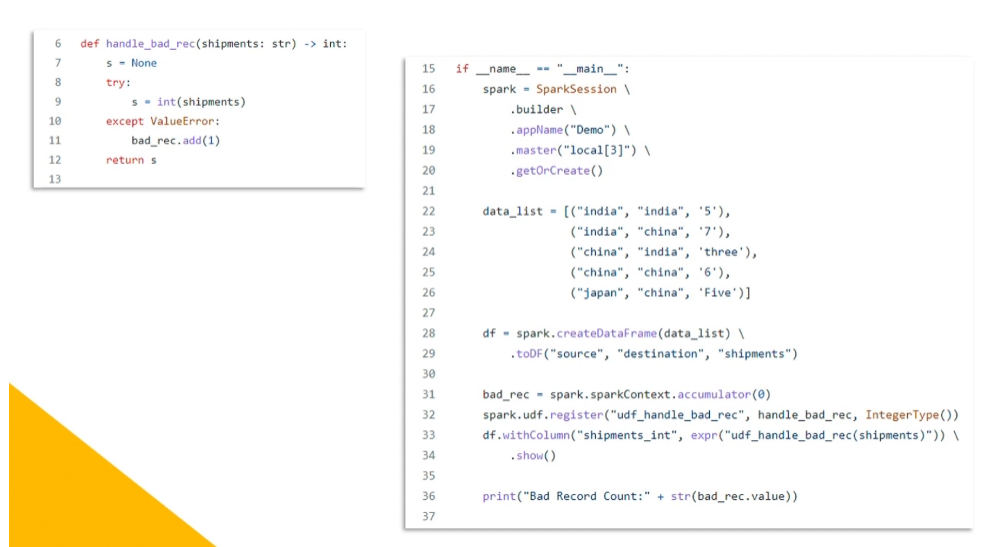 6 def handle_bad_rec(shipments: str) -> int:
7     s = None
8     try:
9         s = int(shipments)
10     except ValueError:
11         bad_rec.add(1)
12     return s
13
15 if __name__ == "__main__":
16     spark = SparkSession \
17         .builder \
18         .appName("Demo") \
19         .master("local[3]") \
20         .getOrCreate()
21
22     data_list = [("india", "india", '5'),
23                  ("india", "china", '7'),
24                  ("china", "india", 'three'),
25                  ("china", "china", '6'),
26                  ("japan", "china", 'Five')]
27
28     df = spark.createDataFrame(data_list) \
29         .toDF("source", "destination", "shipments")
30
31     bad_rec = spark.sparkContext.accumulator(0)
32     spark.udf.register("udf_handle_bad_rec", handle_bad_rec, IntegerType())
33     df.withColumn("shipments_int", expr("udf_handle_bad_rec(shipments)")) \
34         .show()
35
36     print("Bad Record Count:" + str(bad_rec.value))
37